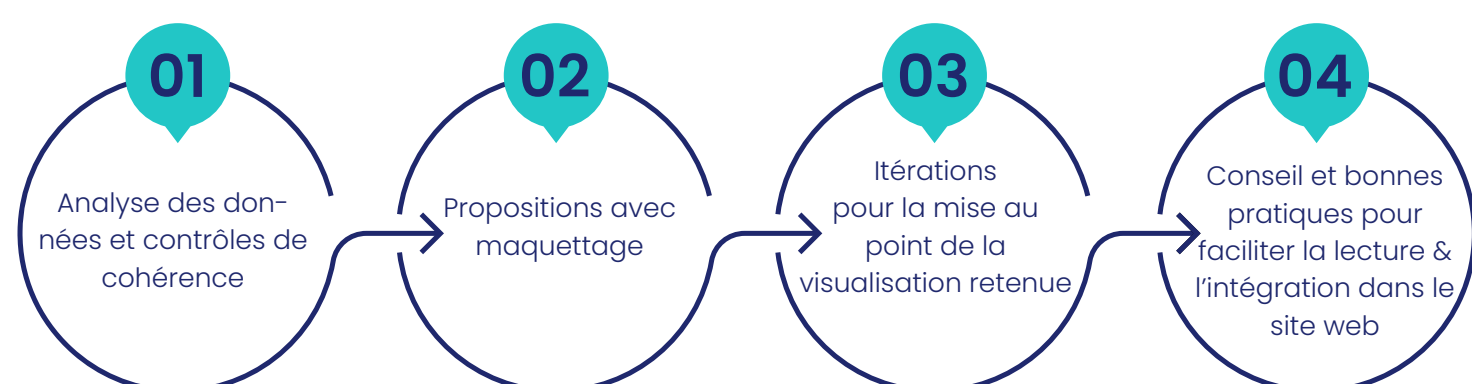 01
Analyse des don-
nées et contrôles de
cohérence
02
Propositions avec
maquettage
03
Itérations
pour la mise au
point de la
visualisation retenue
04
Conseil et bonnes
pratiques pour
faciliter la lecture &
l’intégration dans le
site web